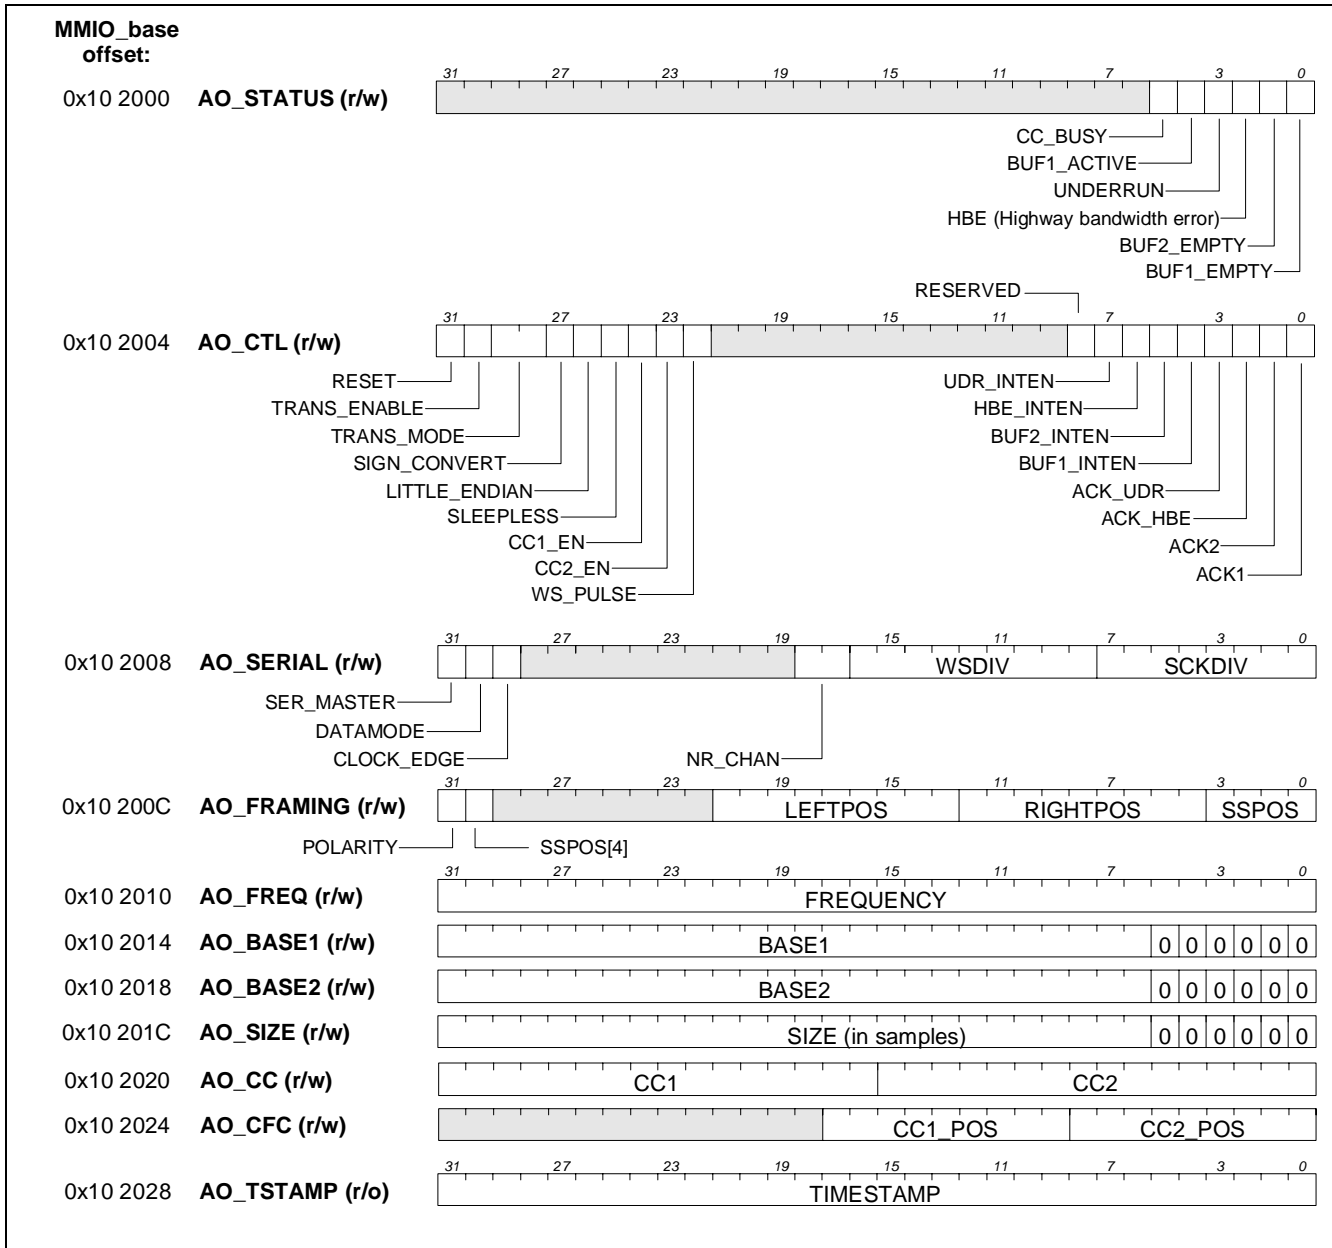 MMIO_base
offset:
31 27 23 19 15 11 7 3 0
0x10 2000 AO_STATUS (r/w)
CC_BUSY
BUF1_ACTIVE
UNDERRUN
HBE (Highway bandwidth error)
BUF2_EMPTY
BUF1_EMPTY
RESERVED
31 27 23 19 15 11 7 3 0
0x10 2004 AO_CTL (r/w)
RESET UDR_INTEN
TRANS_ENABLE HBE_INTEN
TRANS_MODE BUF2_INTEN
SIGN_CONVERT BUF1_INTEN
LITTLE_ENDIAN ACK_UDR
SLEEPLESS ACK_HBE
CC1_EN ACK2
CC2_EN ACK1
WS_PULSE
31 27 23 19 15 11 7 3 0
0x10 2008 AO_SERIAL (r/w) WSDIV SCKDIV
SER_MASTER
DATAMODE
CLOCK_EDGE NR_CHAN
31 27 23 19 15 11 7 3 0
0x10 200C AO_FRAMING (r/w) LEFTPOS RIGHTPOS SSPOS
POLARITY SSPOS[4]
31 27 23 19 15 11 7 3 0
0x10 2010 AO_FREQ (r/w) FREQUENCY
0x10 2014 AO_BASE1 (r/w) BASE1 0 0 0 0 0 0
0x10 2018 AO_BASE2 (r/w) BASE2 0 0 0 0 0 0
0x10 201C AO_SIZE (r/w) SIZE (in samples) 0 0 0 0 0 0
0x10 2020 AO_CC (r/w) CC1 CC2
0x10 2024 AO_CFC (r/w) CC1_POS CC2_POS
31 27 23 19 15 11 7 3 0
0x10 2028 AO_TSTAMP (r/o) TIMESTAMP